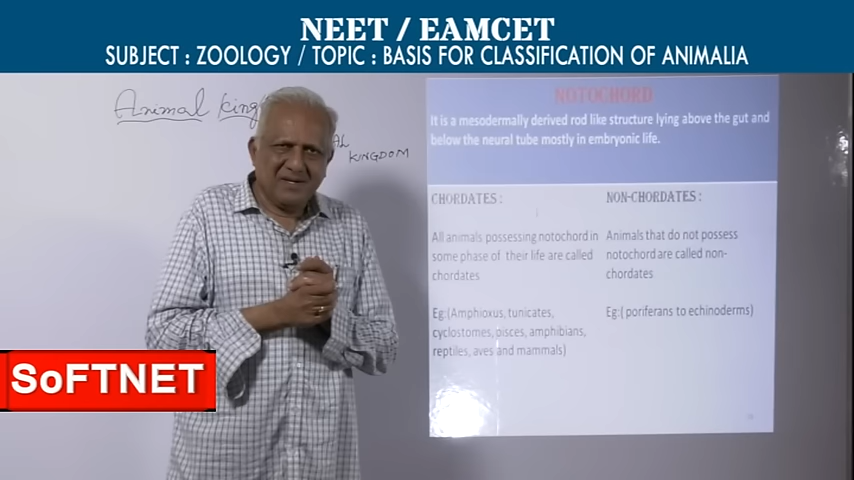 NEET / EAMCET
SUBJECT : ZOOLOGY / TOPIC : BASIS FOR CLASSIFICATION OF ANIMALIA
Animal king
AL
KINGDOM
NOTOCHORD
It is a mesodermally derived rod like structure lying above the gut and
below the neural tube mostly in embryonic life.
CHORDATES :
All animals possessing notochord in
some phase of their life are called
chordates
Eg:(Amphioxus, tunicates,
cyclostomes, pisces, amphibians,
reptiles, aves and mammals)
NON-CHORDATES :
Animals that do not possess
notochord are called non-
chordates
Eg:( poriferans to echinoderms)
SoFTNET